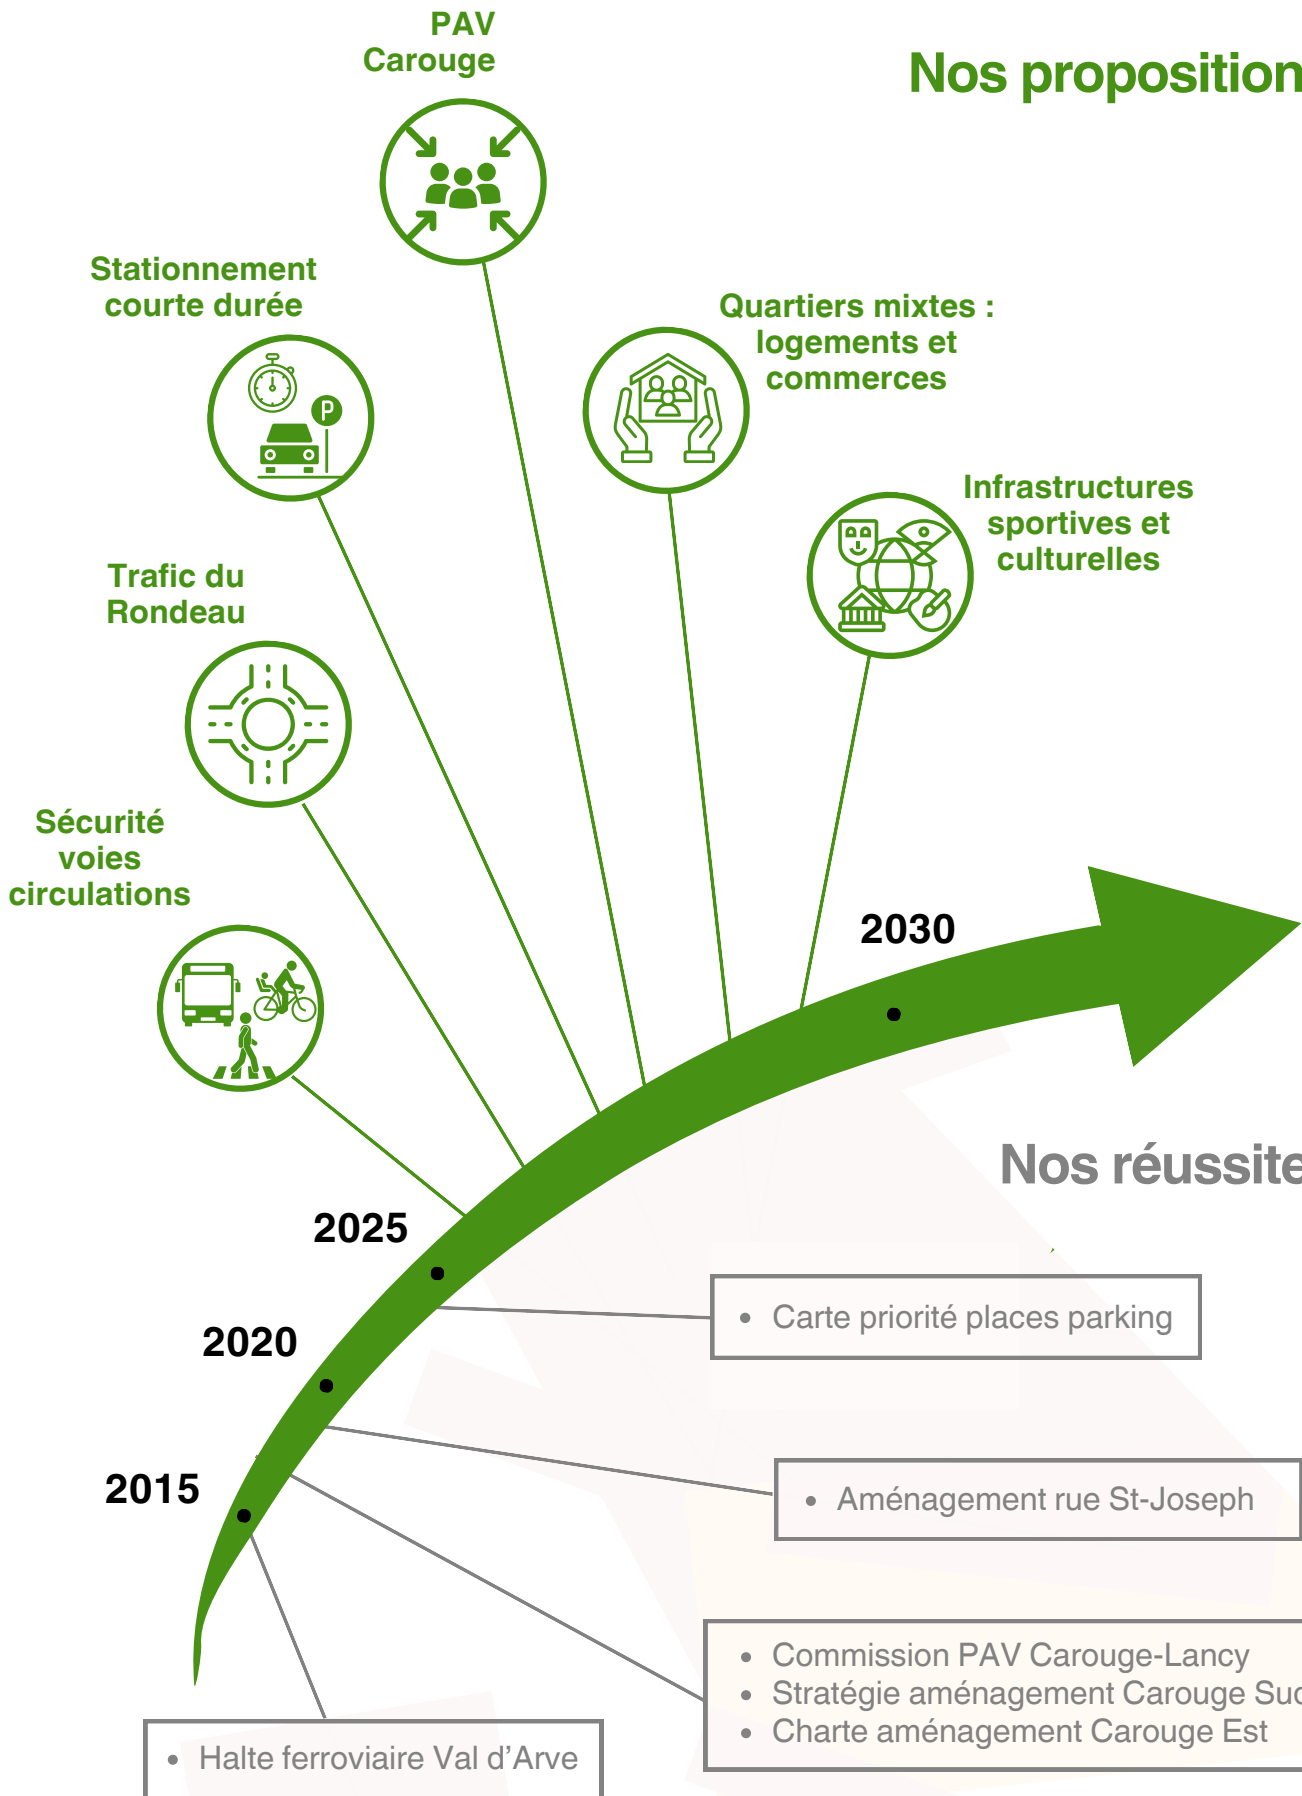 PAV
Carouge
Nos proposition
Stationnement
courte durée
P
Quartiers mixtes :
logements et
commerces
Infrastructures
sportives et
culturelles
Trafic du
Rondeau
Sécurité
voies
circulations
2030
Nos réussite
2025
• Carte priorité places parking
2020
2015
• Aménagement rue St-Joseph
• Commission PAV Carouge-Lancy
• Stratégie aménagement Carouge Sud
• Charte aménagement Carouge Est
• Halte ferroviaire Val d'Arve